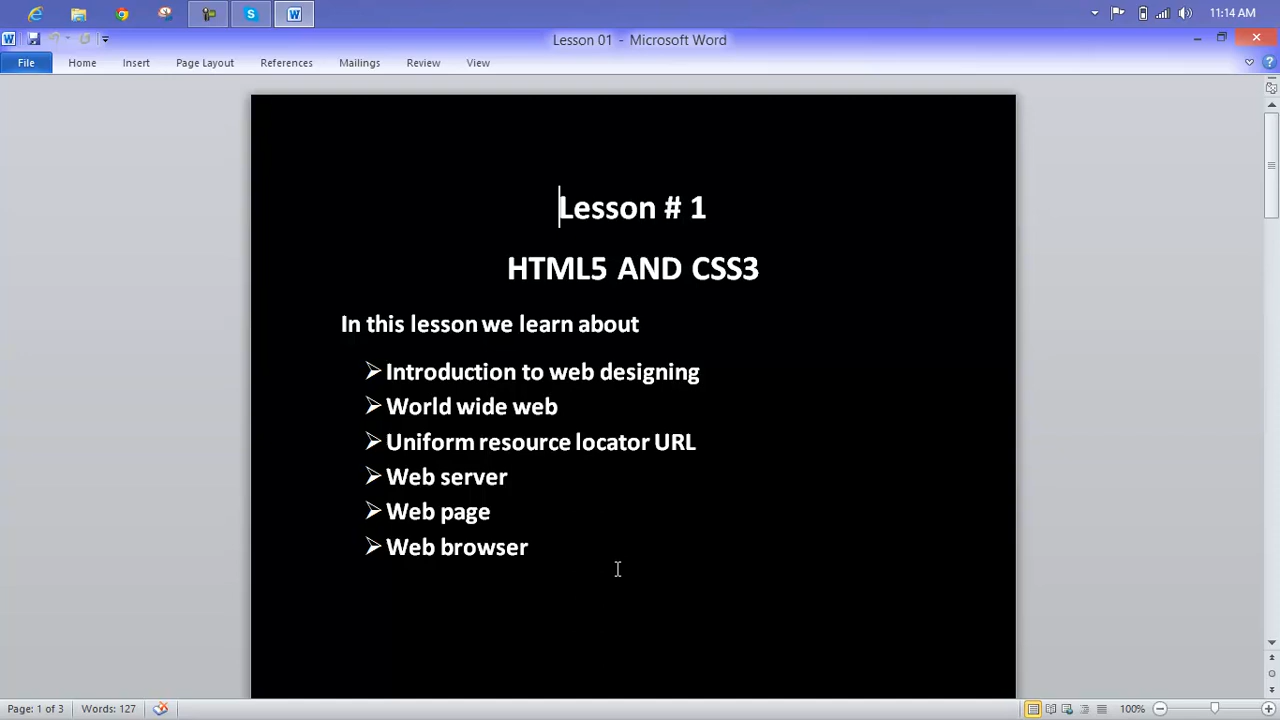 11:14 AM
Lesson 01 - Microsoft Word
File Home Insert Page Layout References Mailings Review View
Lesson # 1
HTML5 AND CSS3
In this lesson we learn about
Introduction to web designing
World wide web
Uniform resource locator URL
Web server
Web page
Web browser
Page: 1 of 3 Words: 127 100%